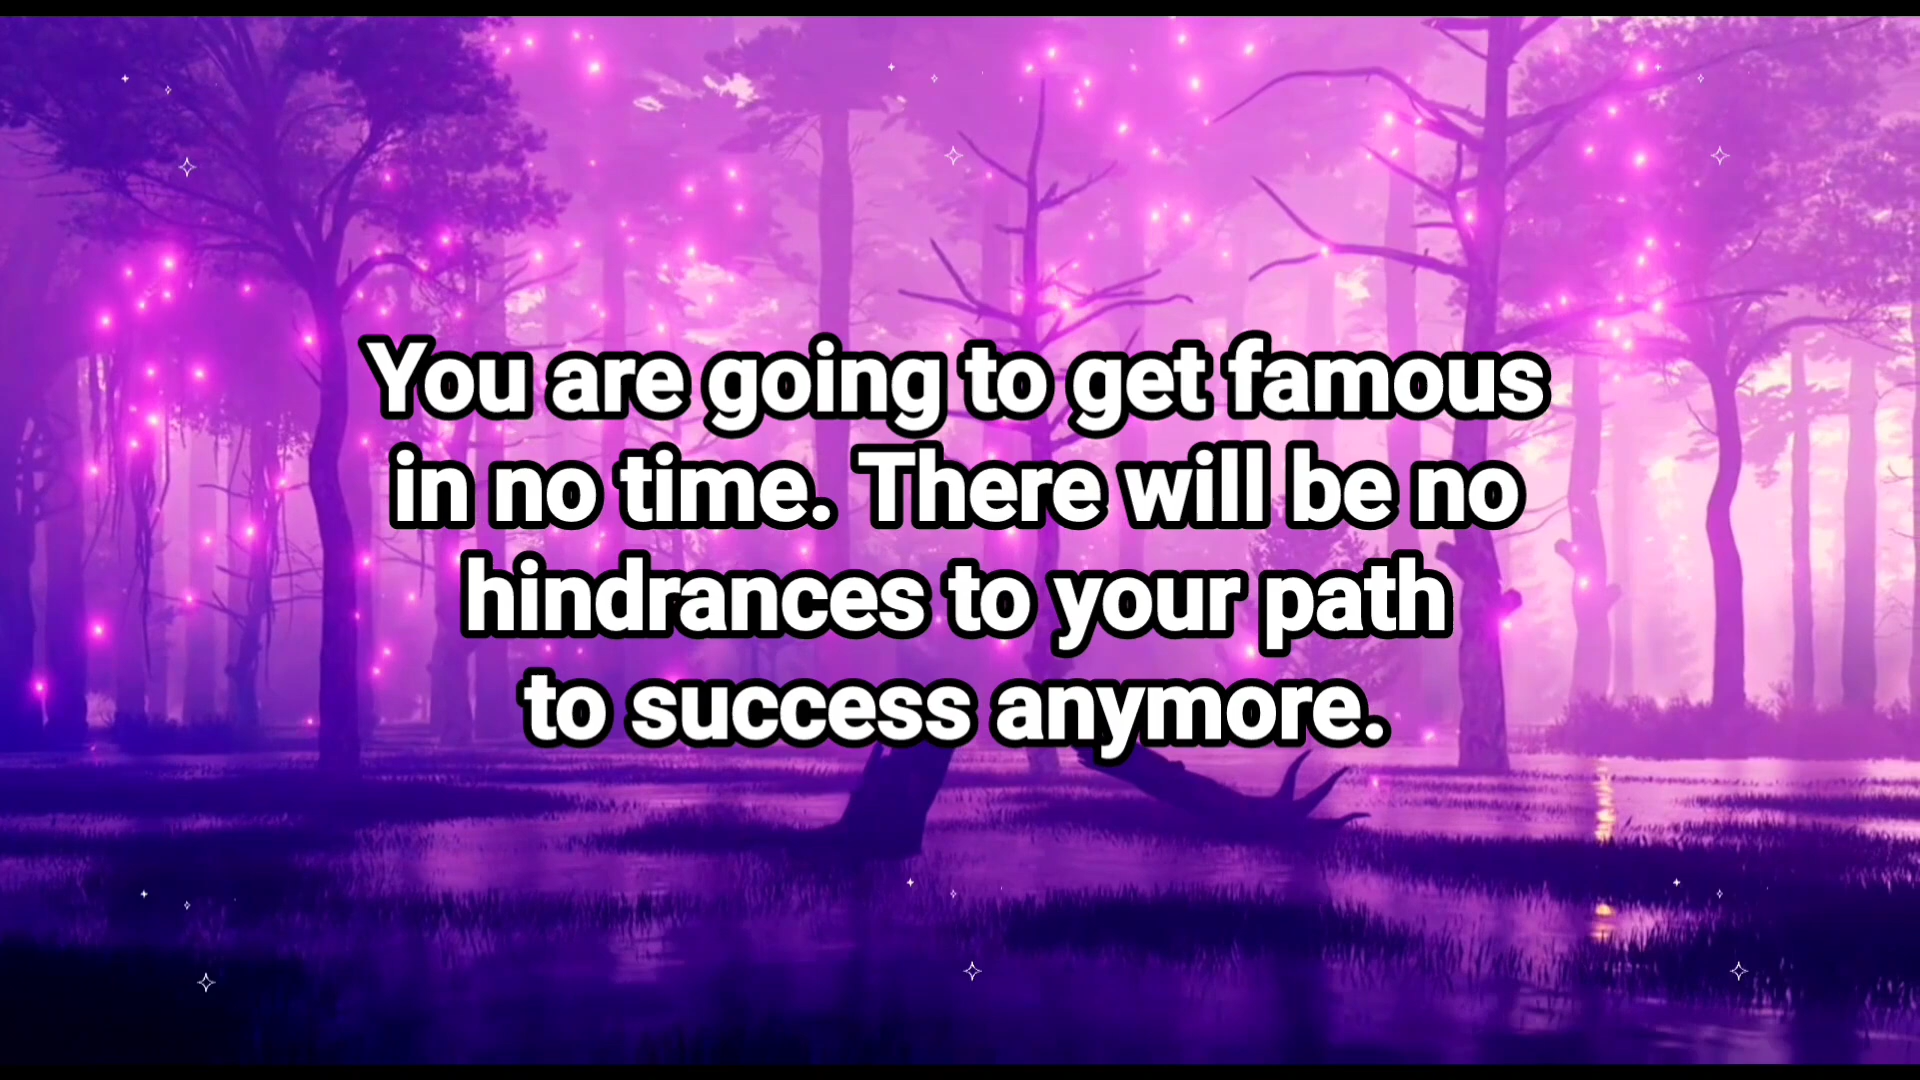 You are going to get famous
in no time. There will be no
hindrances to your path
to success anymore.